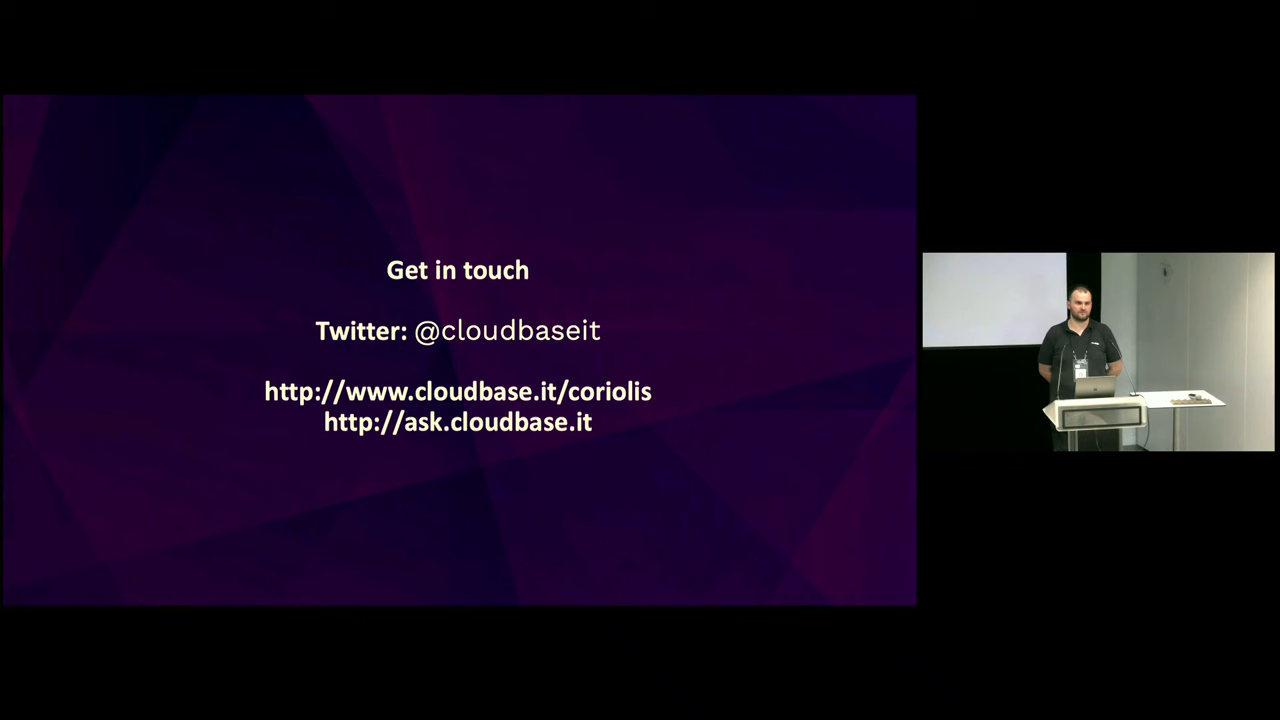 Get in touch
Twitter: @cloudbaseit
http://www.cloudbase.it/coriolis
http://ask.cloudbase.it